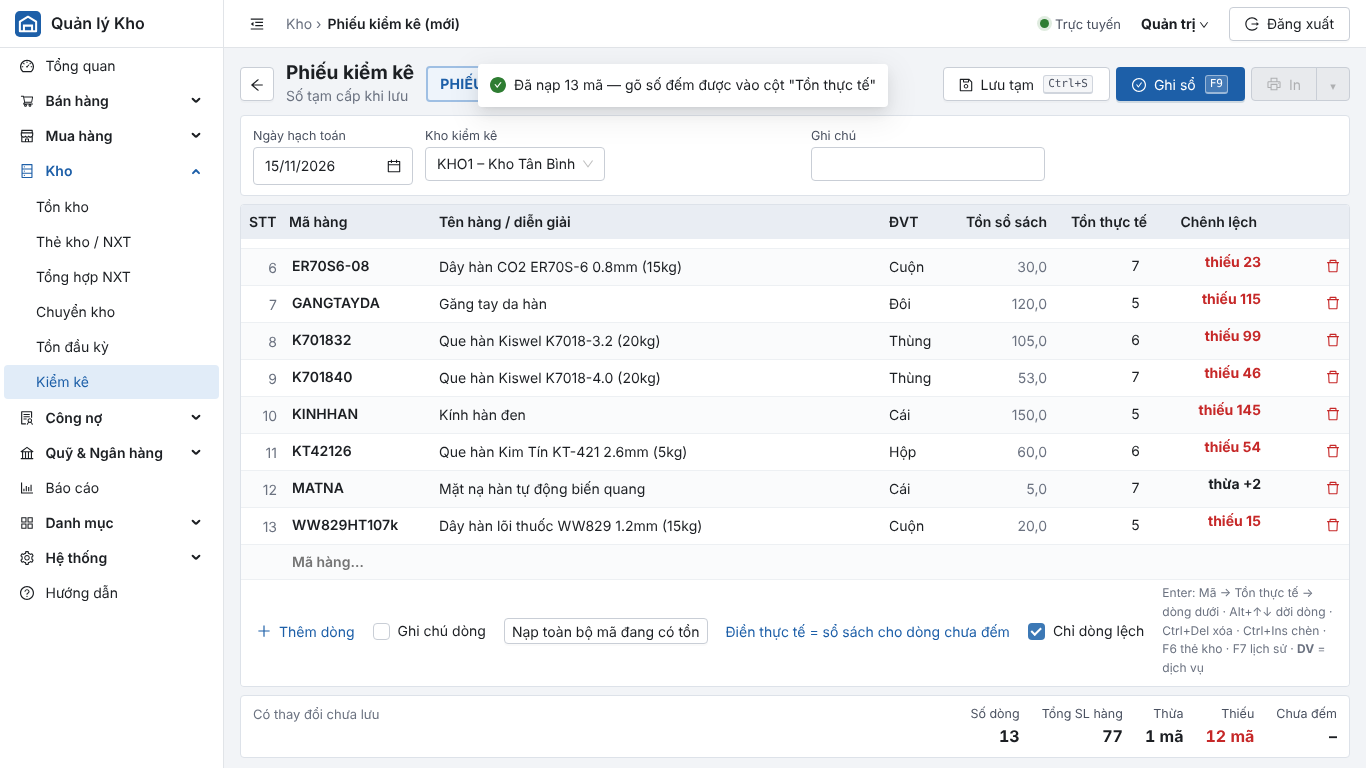 Quản lý Kho
Kho › Phiếu kiểm kê (mới)
Trực tuyến
Quản trị
Đăng xuất
Tổng quan
Bán hàng
Mua hàng
Kho
Tồn kho
Thẻ kho / NXT
Tổng hợp NXT
Chuyển kho
Tồn đầu kỳ
Kiểm kê
Công nợ
Quỹ & Ngân hàng
Báo cáo
Danh mục
Hệ thống
Hướng dẫn
Phiếu kiểm kê
Số tạm cấp khi lưu
Đã nạp 13 mã — gõ số đếm được vào cột "Tồn thực tế"
Lưu tạm Ctrl+S
Ghi sổ F9
In
Ngày hạch toán
15/11/2026
Kho kiểm kê
KHO1 – Kho Tân Bình
Ghi chú
STT Mã hàng Tên hàng / diễn giải ĐVT Tồn sổ sách Tồn thực tế Chênh lệch
6 ER70S6-08 Dây hàn CO2 ER70S-6 0.8mm (15kg) Cuộn 30,0 7 thiếu 23
7 GANGTAYDA Găng tay da hàn Đôi 120,0 5 thiếu 115
8 K701832 Que hàn Kiswel K7018-3.2 (20kg) Thùng 105,0 6 thiếu 99
9 K701840 Que hàn Kiswel K7018-4.0 (20kg) Thùng 53,0 7 thiếu 46
10 KINHHAN Kính hàn đen Cái 150,0 5 thiếu 145
11 KT42126 Que hàn Kim Tín KT-421 2.6mm (5kg) Hộp 60,0 6 thiếu 54
12 MATNA Mặt nạ hàn tự động biến quang Cái 5,0 7 thừa +2
13 WW829HT107k Dây hàn lõi thuốc WW829 1.2mm (15kg) Cuộn 20,0 5 thiếu 15
Mã hàng...
Thêm dòng
Ghi chú dòng
Nạp toàn bộ mã đang có tồn
Điền thực tế = sổ sách cho dòng chưa đếm
Chỉ dòng lệch
Enter: Mã → Tồn thực tế →
dòng dưới · Alt+↑↓ dời dòng ·
Ctrl+Del xóa · Ctrl+Ins chèn ·
F6 thẻ kho · F7 lịch sử · DV =
dịch vụ
Có thay đổi chưa lưu
Số dòng
13
Tổng SL hàng
77
Thừa
1 mã
Thiếu
12 mã
Chưa đếm
–